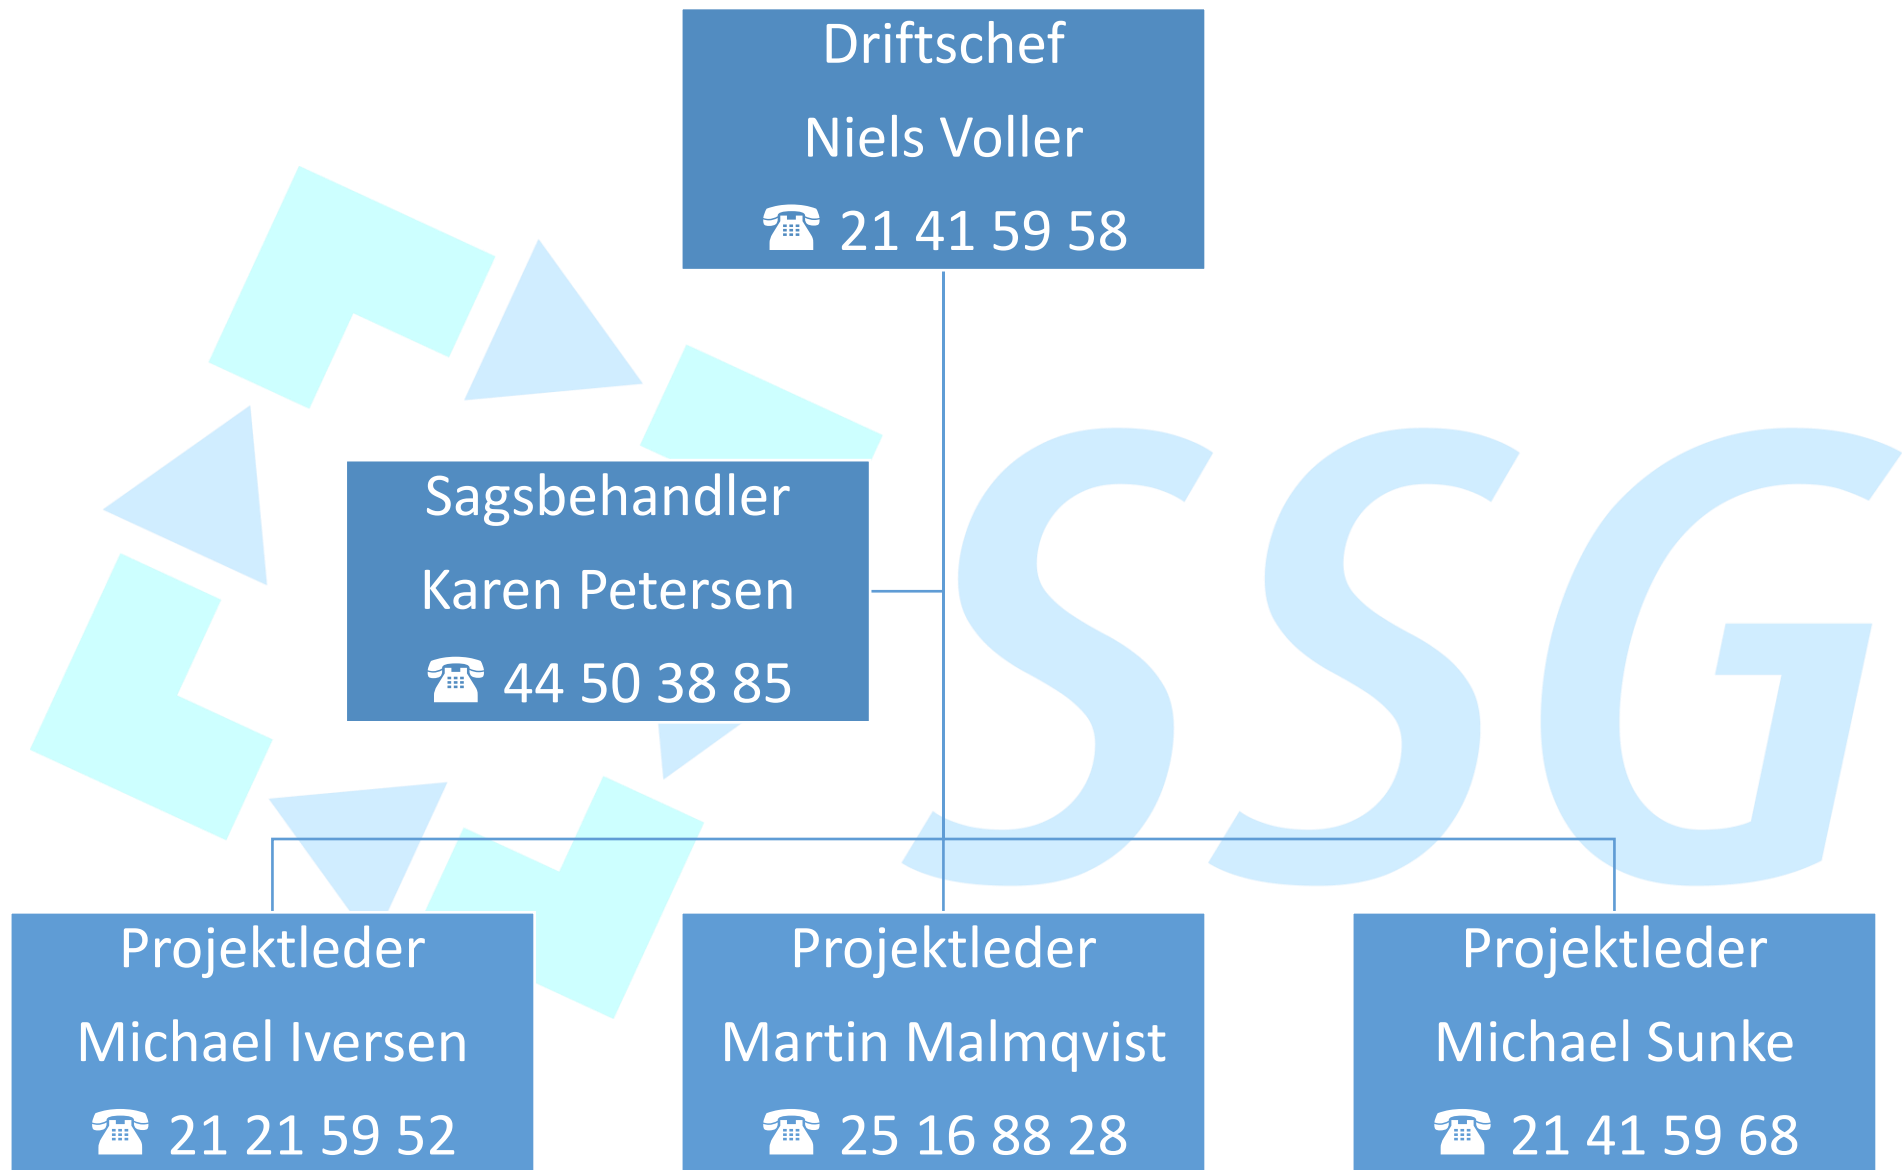 Driftschef
Niels Voller
☎ 21 41 59 58
Sagsbehandler
Karen Petersen
☎ 44 50 38 85
SSG
Projektleder
Michael Iversen
☎ 21 21 59 52
Projektleder
Martin Malmqvist
☎ 25 16 88 28
Projektleder
Michael Sunke
☎ 21 41 59 68